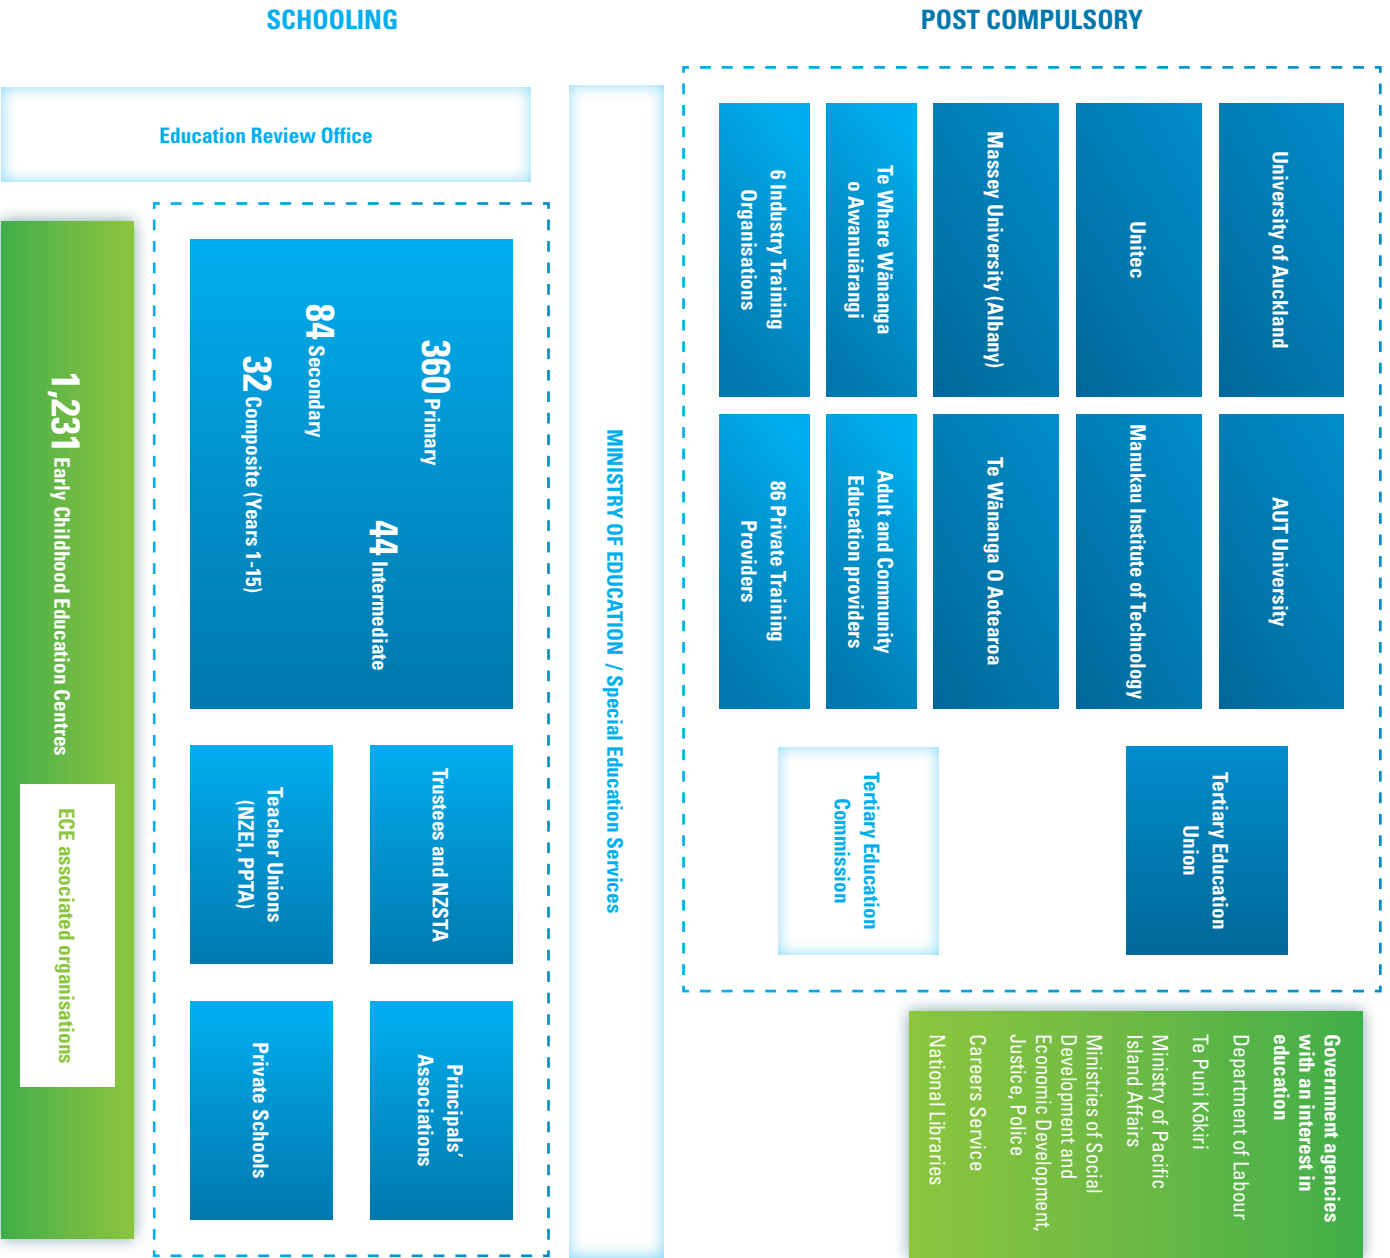 SCHOOLING
POST COMPULSORY
Education Review Office
1,231 Early Childhood Education Centres
ECE associated organisations
360 Primary
44 Intermediate
84 Secondary
32 Composite (Years 1-15)
Trustees and NZSTA
Teacher Unions
(NZEI, PPTA)
Principals’
Associations
Private Schools
MINISTRY OF EDUCATION / Special Education Services
University of Auckland
Unitec
Massey University (Albany)
Te Whare Wānanga
o Awanuiārangi
6 Industry Training
Organisations
AUT University
Manukau Institute of Technology
Te Wānanga O Aotearoa
Adult and Community
Education providers
86 Private Training
Providers
Tertiary Education
Union
Tertiary Education
Commission
Government agencies
with an interest in
education
Department of Labour
Te Puni Kōkiri
Ministry of Pacific
Island Affairs
Ministries of Social
Development and
Economic Development,
Justice, Police
Careers Service
National Libraries